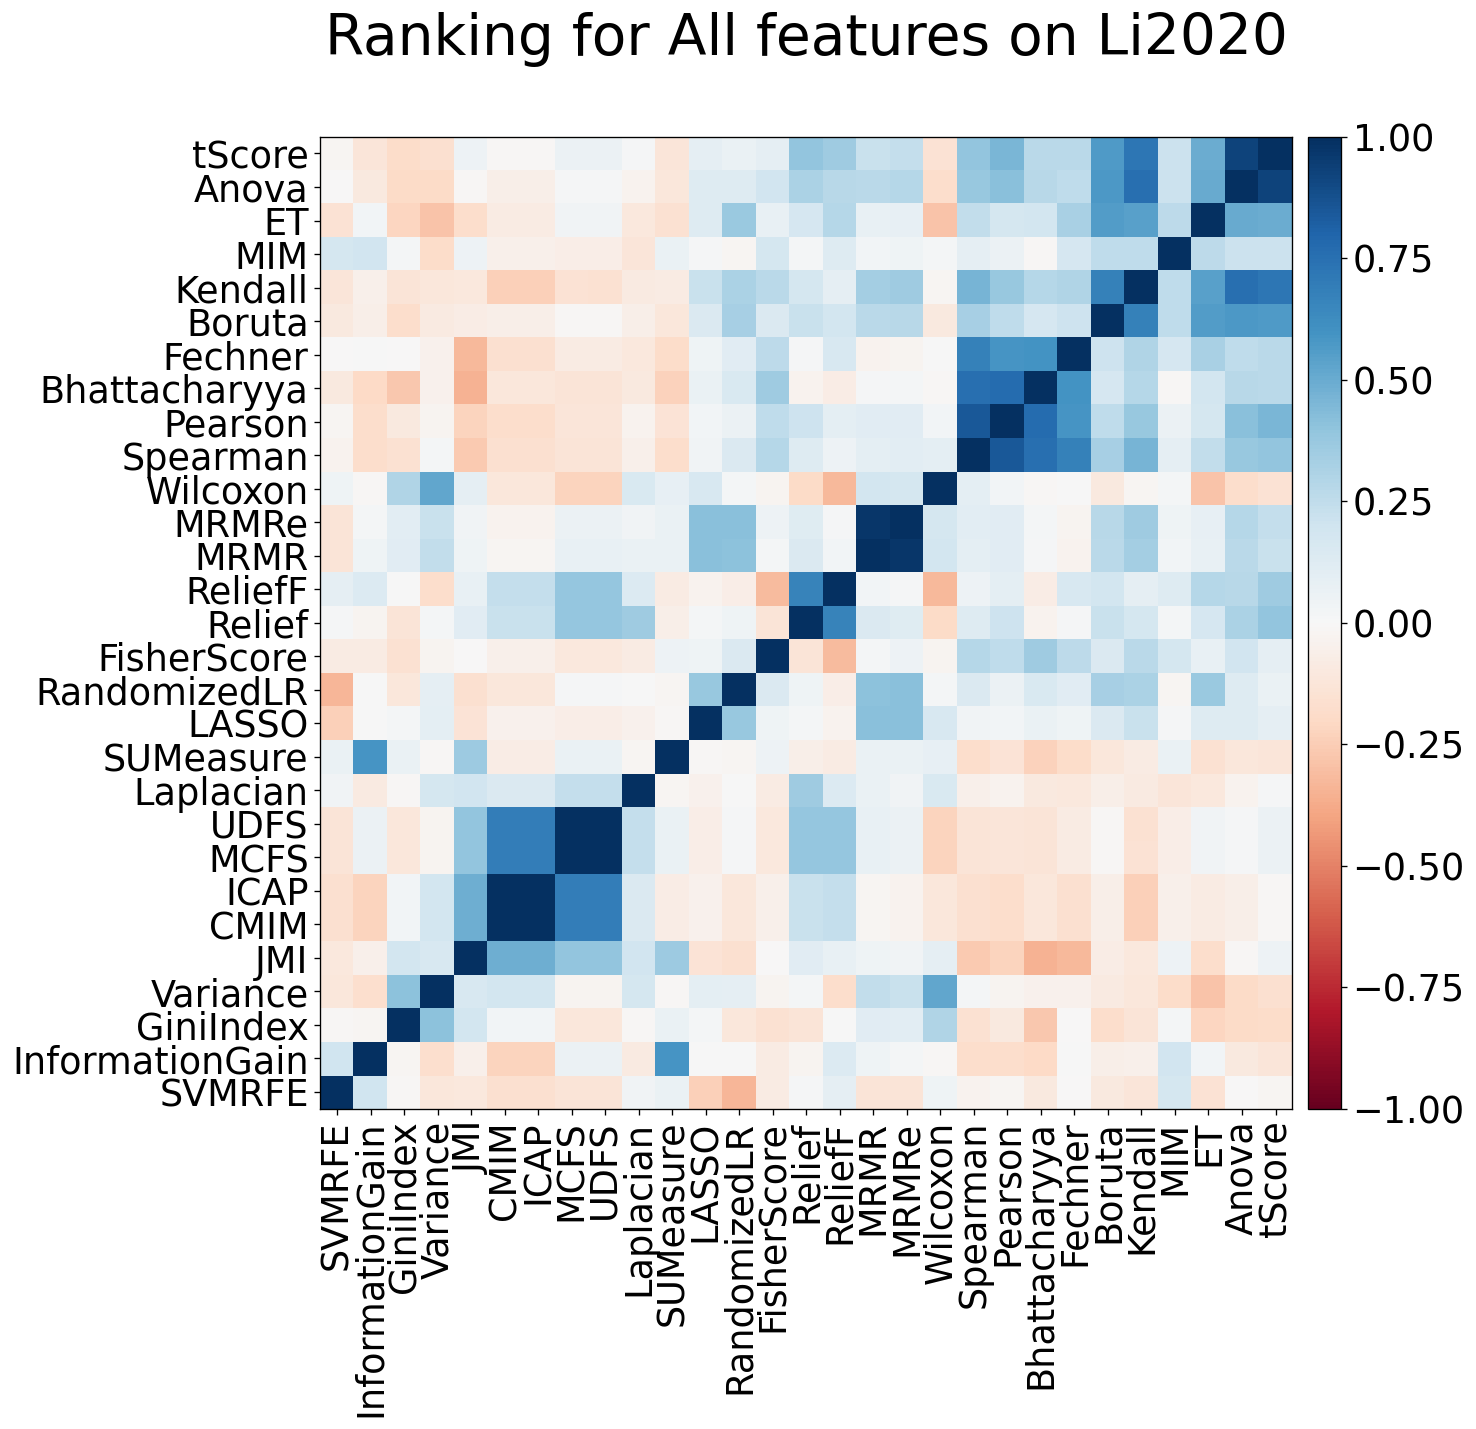 Ranking for All features on Li2020
tScore
Anova
ET
MIM
Kendall
Boruta
Fechner
Bhattacharyya
Pearson
Spearman
Wilcoxon
MRMRe
MRMR
ReliefF
Relief
FisherScore
RandomizedLR
LASSO
SUMeasure
Laplacian
UDFS
MCFS
ICAP
CMIM
JMI
Variance
GiniIndex
InformationGain
SVMRFE
SVMRFE
InformationGain
GiniIndex
Variance
JMI
CMIM
ICAP
MCFS
UDFS
Laplacian
SUMeasure
LASSO
RandomizedLR
FisherScore
Relief
ReliefF
MRMR
MRMRe
Wilcoxon
Spearman
Pearson
Bhattacharyya
Fechner
Boruta
Kendall
MIM
ET
Anova
tScore
1.00
0.75
0.50
0.25
0.00
−0.25
−0.50
−0.75
−1.00